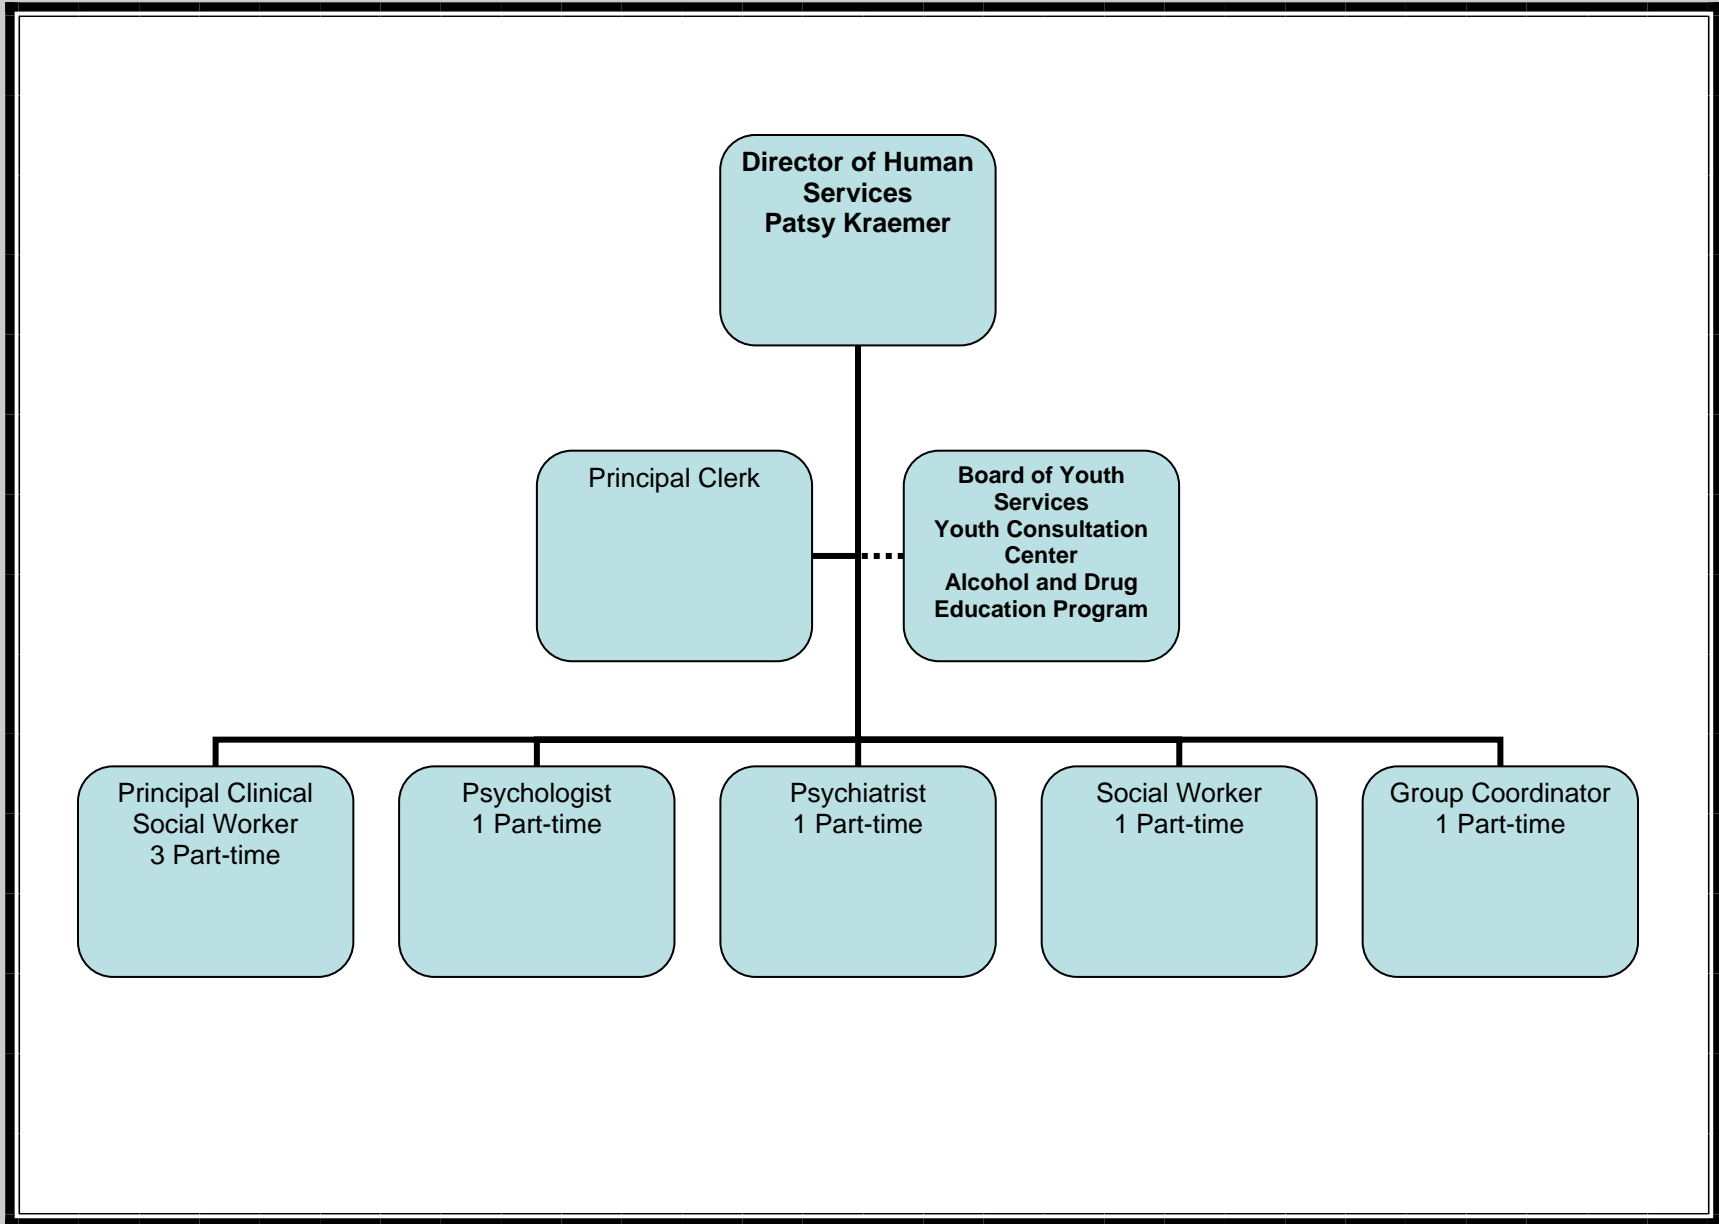 Director of Human
Services
Patsy Kraemer
Principal Clerk
Board of Youth
Services
Youth Consultation
Center
Alcohol and Drug
Education Program
Principal Clinical
Social Worker
3 Part-time
Psychologist
1 Part-time
Psychiatrist
1 Part-time
Social Worker
1 Part-time
Group Coordinator
1 Part-time